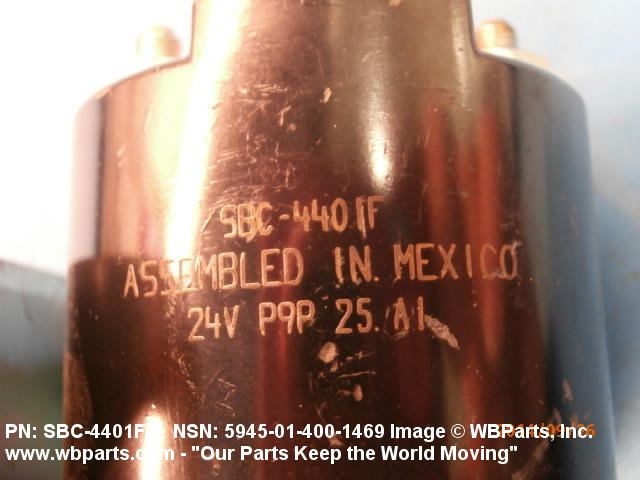 SBC-4401F
ASSEMBLED IN MEXICO
24V P9P 25 A1
PN: SBC-4401F NSN: 5945-01-400-1469 Image © WBParts, Inc.
www.wbparts.com - "Our Parts Keep the World Moving"